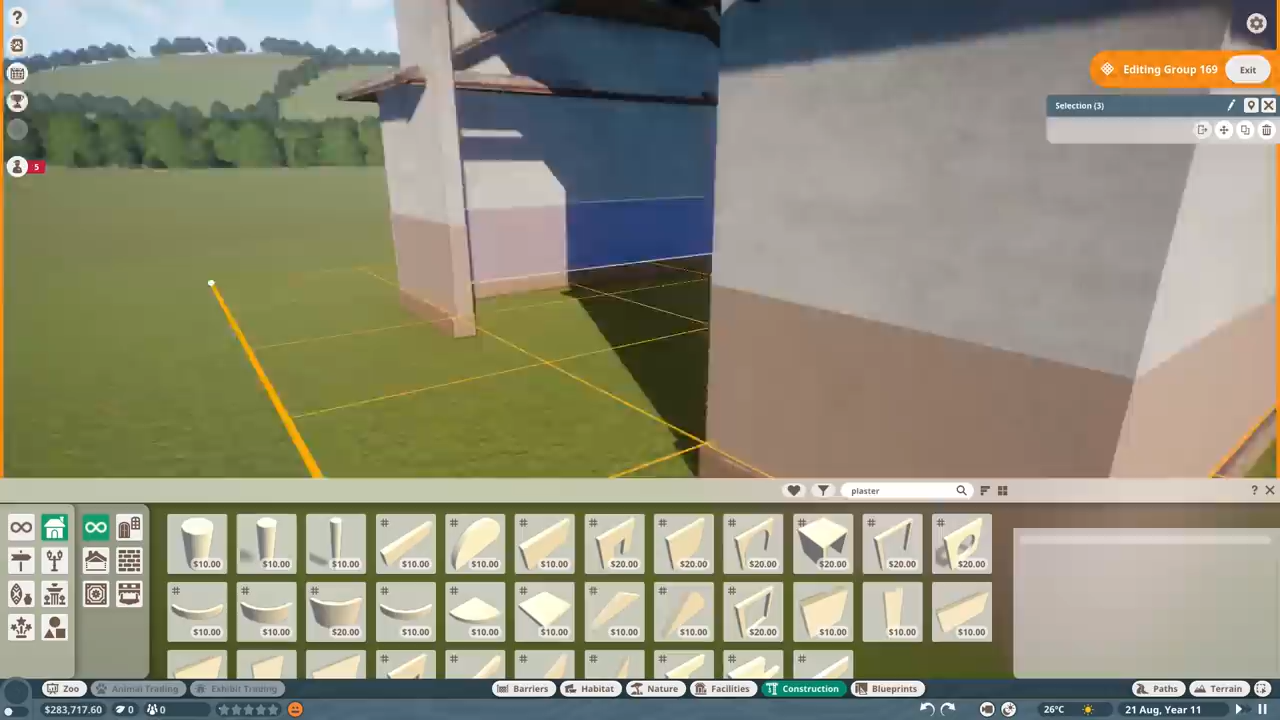 ?
Editing Group 169
Exit
Selection (3)
5
plaster
?
# # # # # # # # #
$10.00 $10.00 $10.00 $10.00 $10.00 $10.00 $20.00 $20.00 $20.00 $20.00 $20.00 $20.00
# # # # # # # # #
$10.00 $10.00 $20.00 $10.00 $10.00 $10.00 $10.00 $10.00 $20.00 $10.00 $10.00 $10.00
# # # # # # #
Zoo Animal Trading Exhibit Trading Barriers Habitat Nature Facilities Construction Blueprints Paths Terrain
$283,717.60 0 0 26°C 21 Aug, Year 11